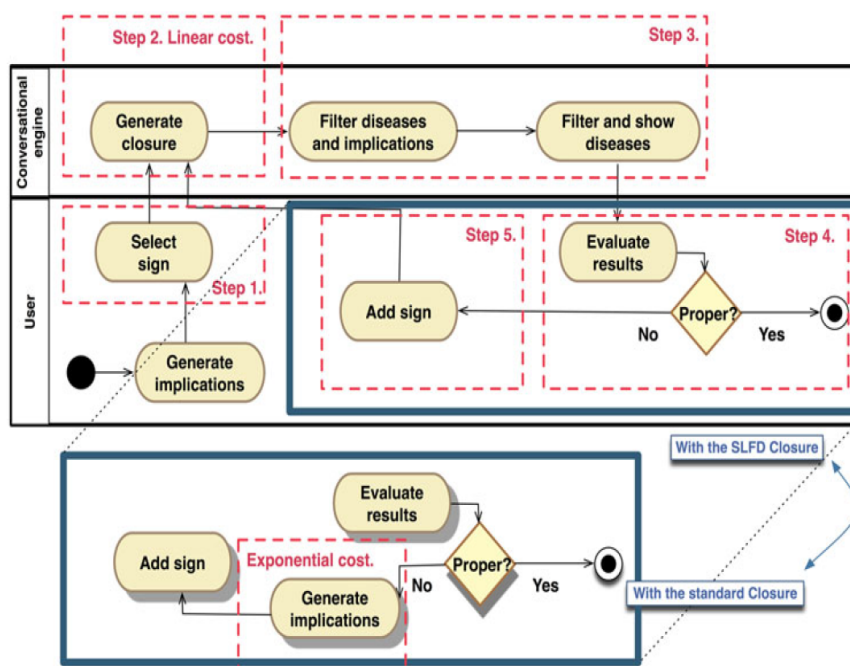 Step 2. Linear cost.
Step 3.
Conversational
engine
Generate
closure
Filter diseases
and implications
Filter and show
diseases
User
Select
sign
Step 1.
Generate
implications
Step 5.
Add sign
Evaluate
results
Step 4.
Proper?
No
Yes
With the SLFD Closure
Evaluate
results
Add sign
Exponential cost.
Generate
implications
No
Proper?
Yes
With the standard Closure